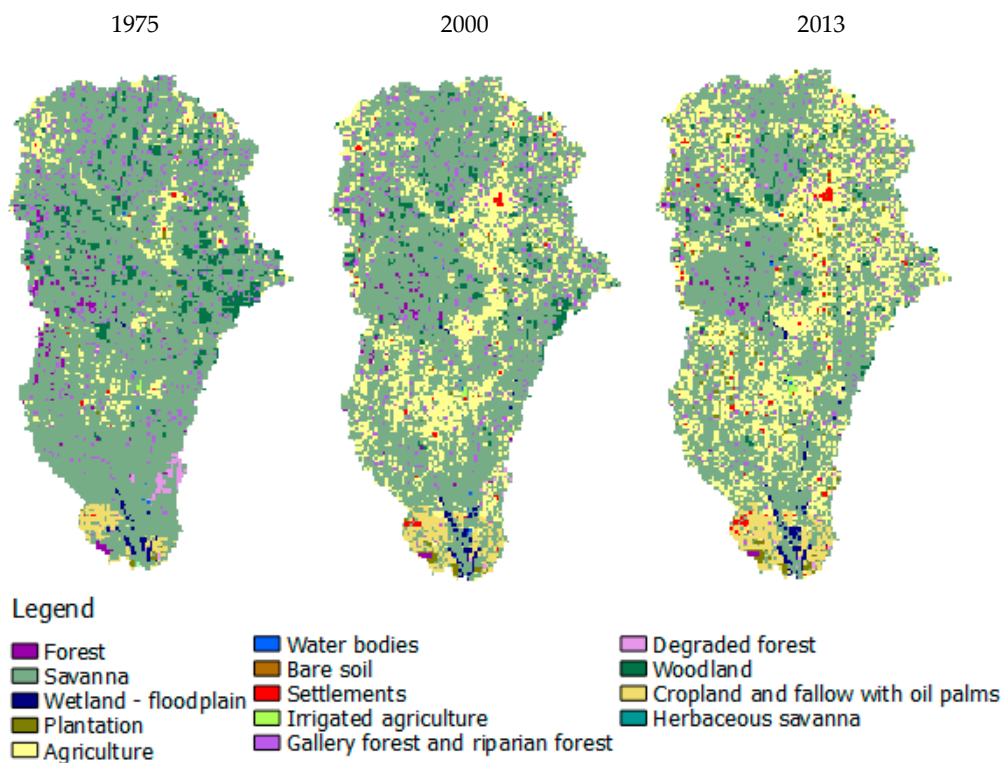 1975 2000 2013
Legend
Forest
Savanna
Wetland - floodplain
Plantation
Agriculture
Water bodies
Bare soil
Settlements
Irrigated agriculture
Gallery forest and riparian forest
Degraded forest
Woodland
Cropland and fallow with oil palms
Herbaceous savanna